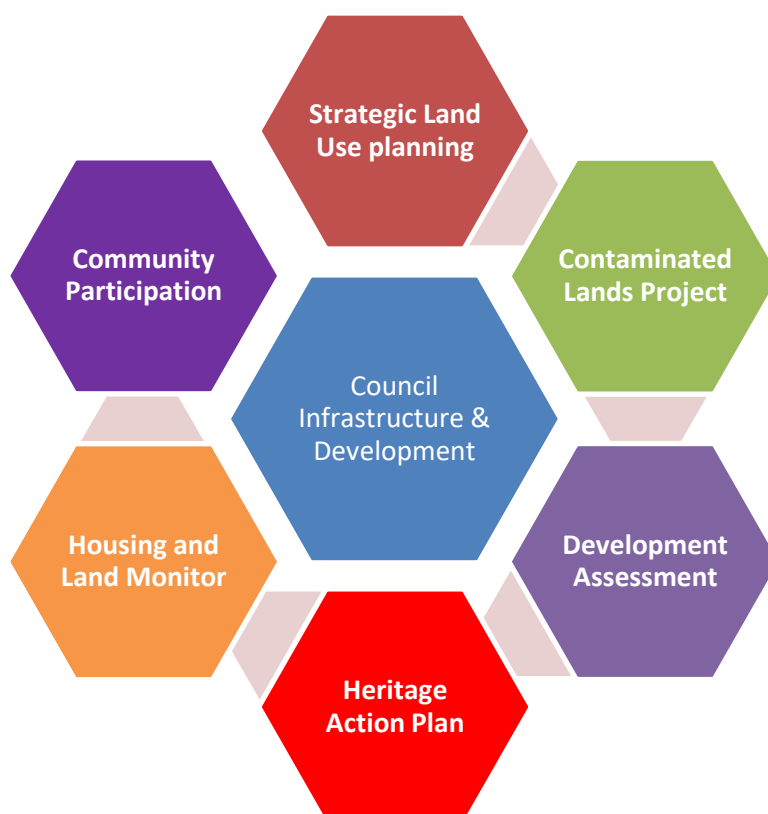 Strategic Land
Use planning
Community
Participation
Contaminated
Lands Project
Council
Infrastructure &
Development
Housing and
Land Monitor
Development
Assessment
Heritage
Action Plan